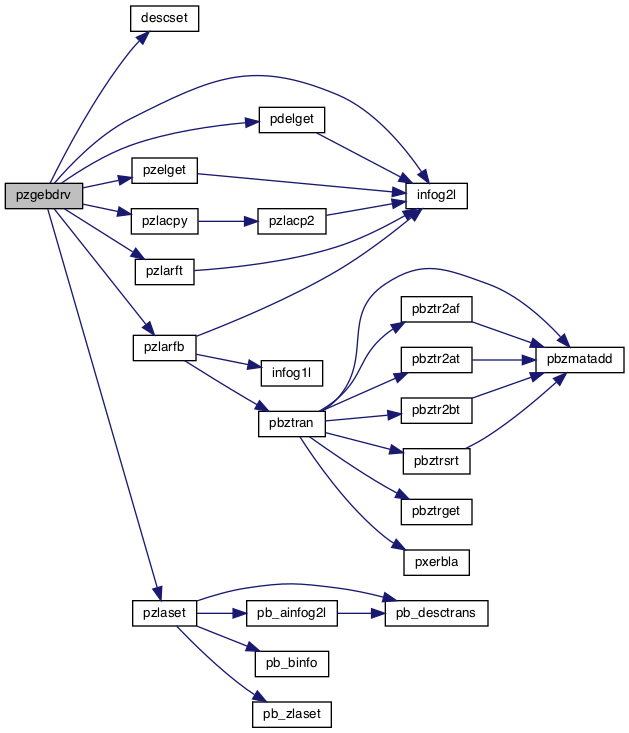 descset
pdelget
pzelget
pzgebdrv
infog2l
pzlacpy
pzlacp2
pzlarft
pbztr2af
pzlarfb
pbztr2at
pbzmatadd
infog1l
pbztr2bt
pbztran
pbztrsrt
pbztrget
pxerbla
pzlaset
pb_ainfog2l
pb_desctrans
pb_binfo
pb_zlaset